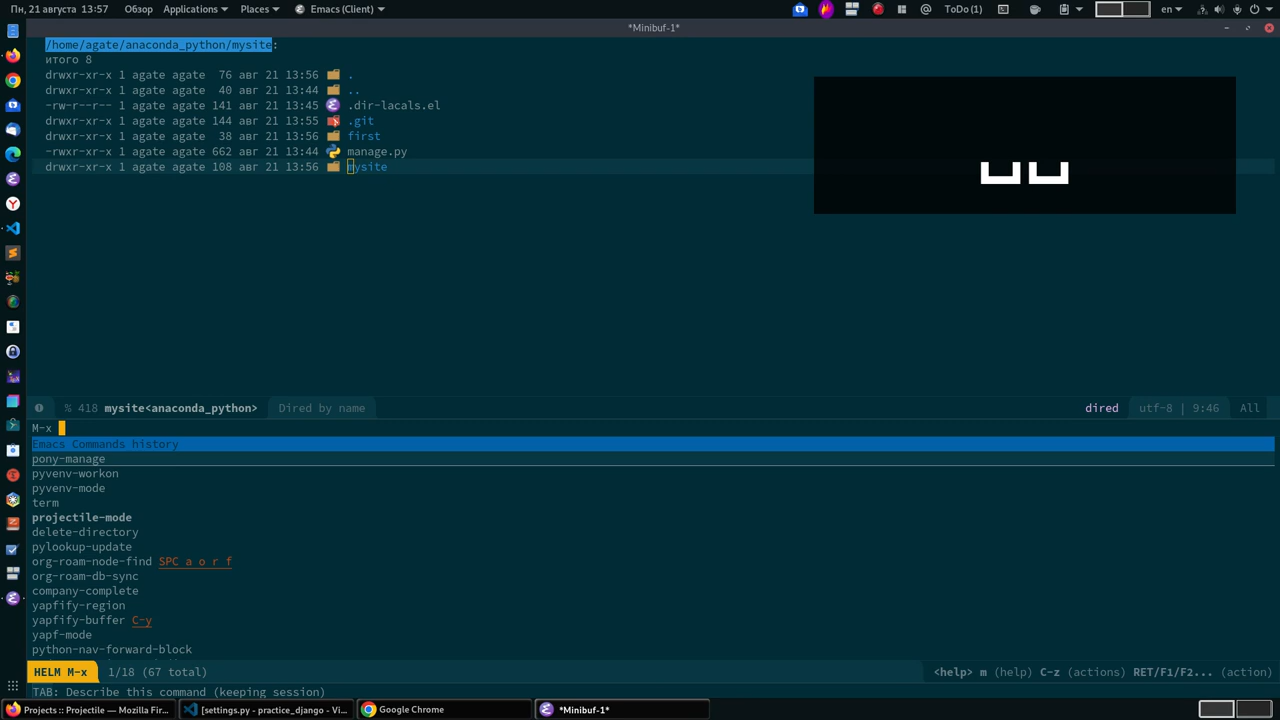 Пн, 21 августа 13:57 Обзор Applications Places Emacs (Client) ToDo (1) en
*Minibuf-1*
/home/agate/anaconda_python/mysite:
итого 8
drwxr-xr-x 1 agate agate 76 авг 21 13:56 .
drwxr-xr-x 1 agate agate 40 авг 21 13:44 ..
-rw-r--r-- 1 agate agate 141 авг 21 13:45 .dir-lacals.el
drwxr-xr-x 1 agate agate 144 авг 21 13:55 .git
drwxr-xr-x 1 agate agate 38 авг 21 13:56 first
-rwxr-xr-x 1 agate agate 662 авг 21 13:44 manage.py
drwxr-xr-x 1 agate agate 108 авг 21 13:56 mysite
␣␣
% 418 mysite<anaconda_python> Dired by name dired utf-8 | 9:46 All
M-x
Emacs Commands history
pony-manage
pyvenv-workon
pyvenv-mode
term
projectile-mode
delete-directory
pylookup-update
org-roam-node-find SPC a o r f
org-roam-db-sync
company-complete
yapfify-region
yapfify-buffer C-y
yapf-mode
python-nav-forward-block
HELM M-x 1/18 (67 total) <help> m (help) C-z (actions) RET/F1/F2... (action)
TAB: Describe this command (keeping session)
Projects :: Projectile — Mozilla Fir... [settings.py - practice_django - Vi... Google Chrome *Minibuf-1*